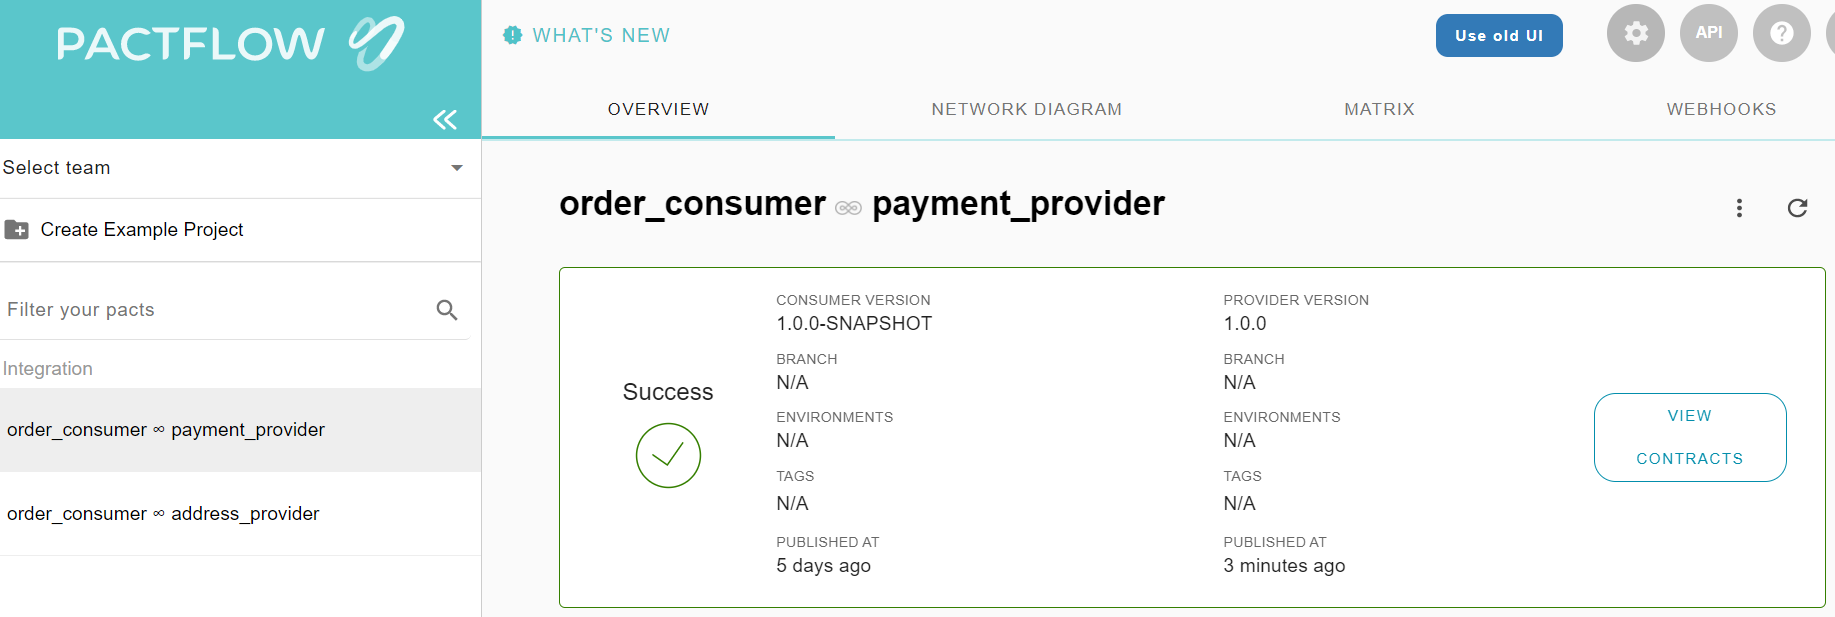 PACTFLOW
WHAT'S NEW
Use old UI
API
?
OVERVIEW
NETWORK DIAGRAM
MATRIX
WEBHOOKS
Select team
Create Example Project
Filter your pacts
Integration
order_consumer ∞ payment_provider
order_consumer ∞ address_provider
order_consumer payment_provider
Success
CONSUMER VERSION
1.0.0-SNAPSHOT
BRANCH
N/A
ENVIRONMENTS
N/A
TAGS
N/A
PUBLISHED AT
5 days ago
PROVIDER VERSION
1.0.0
BRANCH
N/A
ENVIRONMENTS
N/A
TAGS
N/A
PUBLISHED AT
3 minutes ago
VIEW
CONTRACTS